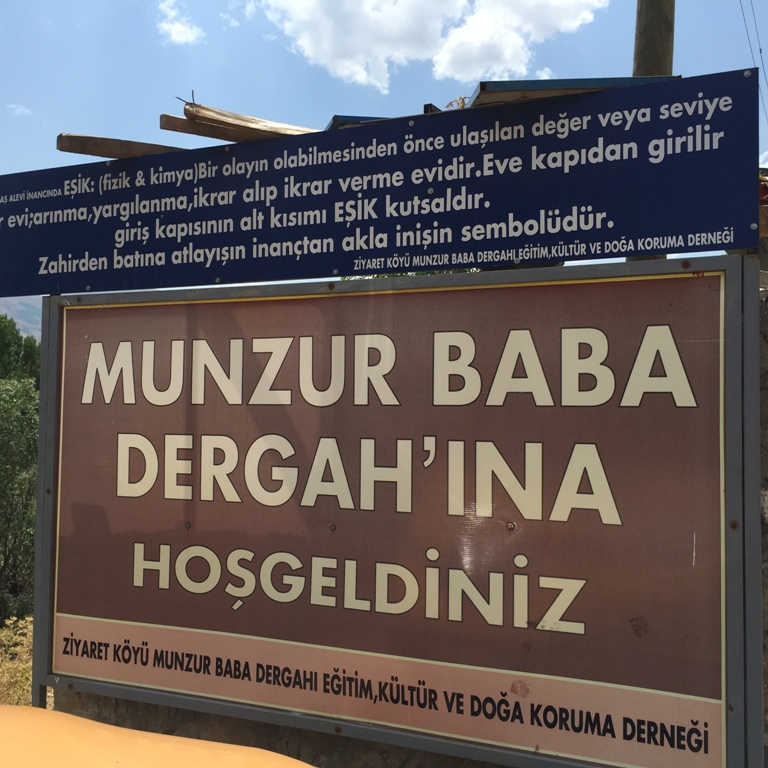 ALEVİ İNANCINDA EŞİK: (fizik & kimya)Bir olayın olabilmesinden önce ulaşılan değer veya seviye
evi;arınma,yargılanma,ikrar alıp ikrar verme evidir.Eve kapıdan girilir
giriş kapısının alt kısımı EŞİK kutsaldır.
Zahirden batına atlayışın inançtan akla inişin sembolüdür.
ZİYARET KÖYÜ MUNZUR BABA DERGAHI EĞİTİM,KÜLTÜR VE DOĞA KORUMA DERNEĞİ
MUNZUR BABA
DERGAH'INA
HOŞGELDİNİZ
ZİYARET KÖYÜ MUNZUR BABA DERGAHI EĞİTİM,KÜLTÜR VE DOĞA KORUMA DERNEĞİ